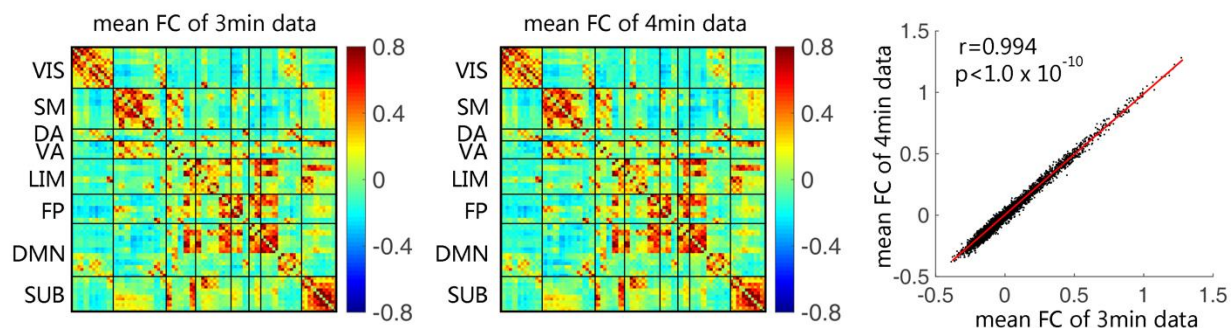 mean FC of 3min data
VIS
SM
DA
VA
LIM
FP
DMN
SUB
0.8
0.4
0
-0.4
-0.8
mean FC of 4min data
VIS
SM
DA
VA
LIM
FP
DMN
SUB
0.8
0.4
0
-0.4
-0.8
mean FC of 4min data
1.5
1
0.5
0
-0.5
r=0.994
p<1.0 x 10⁻¹⁰
-0.5 0 0.5 1 1.5
mean FC of 3min data